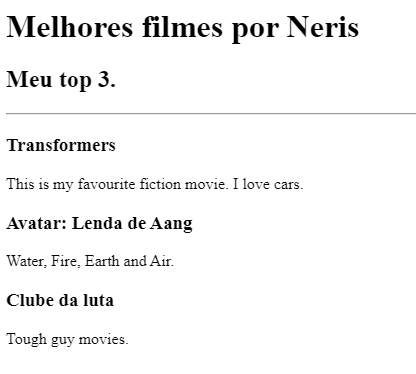 Melhores filmes por Neris
Meu top 3.
Transformers
This is my favourite fiction movie. I love cars.
Avatar: Lenda de Aang
Water, Fire, Earth and Air.
Clube da luta
Tough guy movies.